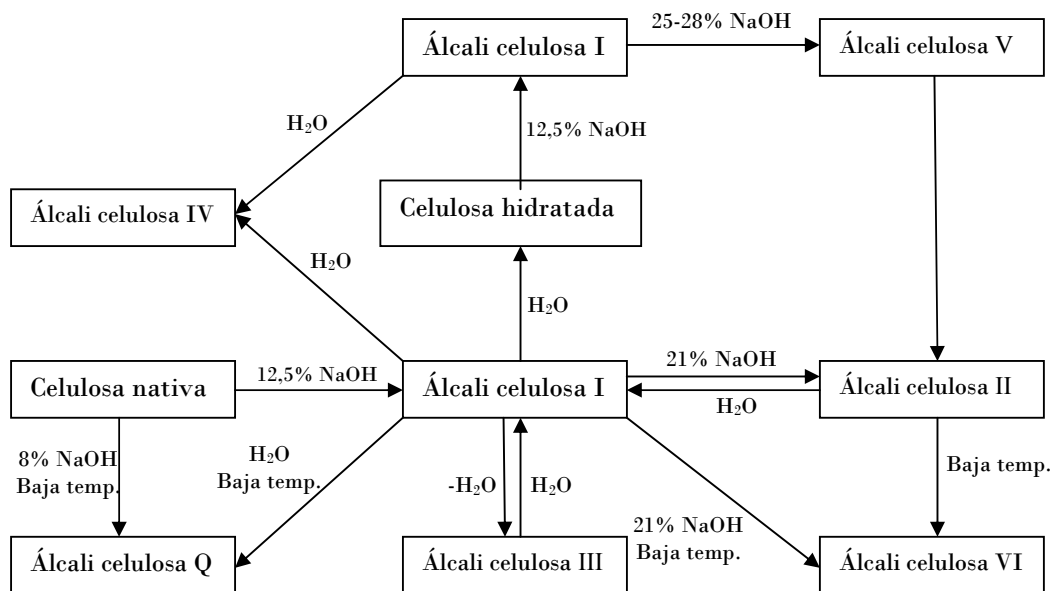 25-28% NaOH
Álcali celulosa I
Álcali celulosa V
H₂O
12,5% NaOH
Álcali celulosa IV
Celulosa hidratada
H₂O
H₂O
Celulosa nativa
12,5% NaOH
Álcali celulosa I
21% NaOH
H₂O
Álcali celulosa II
8% NaOH
Baja temp.
H₂O
Baja temp.
-H₂O
H₂O
21% NaOH
Baja temp.
Baja temp.
Álcali celulosa Q
Álcali celulosa III
Álcali celulosa VI